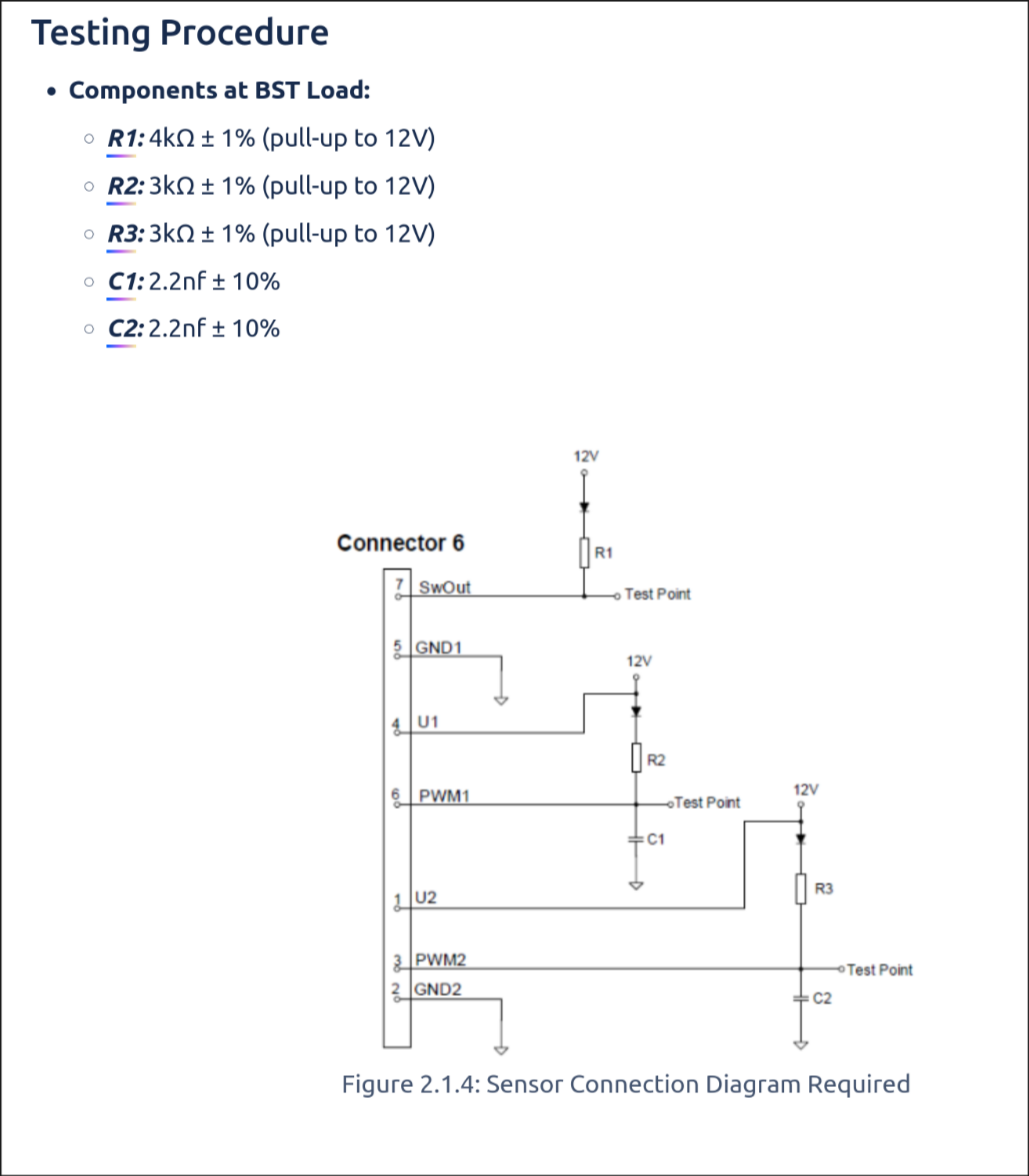 Testing Procedure
• Components at BST Load:
○ R1: 4kΩ ± 1% (pull-up to 12V)
○ R2: 3kΩ ± 1% (pull-up to 12V)
○ R3: 3kΩ ± 1% (pull-up to 12V)
○ C1: 2.2nf ± 10%
○ C2: 2.2nf ± 10%
12V
Connector 6
R1
7 SwOut
Test Point
5 GND1
12V
4 U1
R2
6 PWM1
Test Point
12V
C1
R3
1 U2
3 PWM2
Test Point
2 GND2
C2
Figure 2.1.4: Sensor Connection Diagram Required